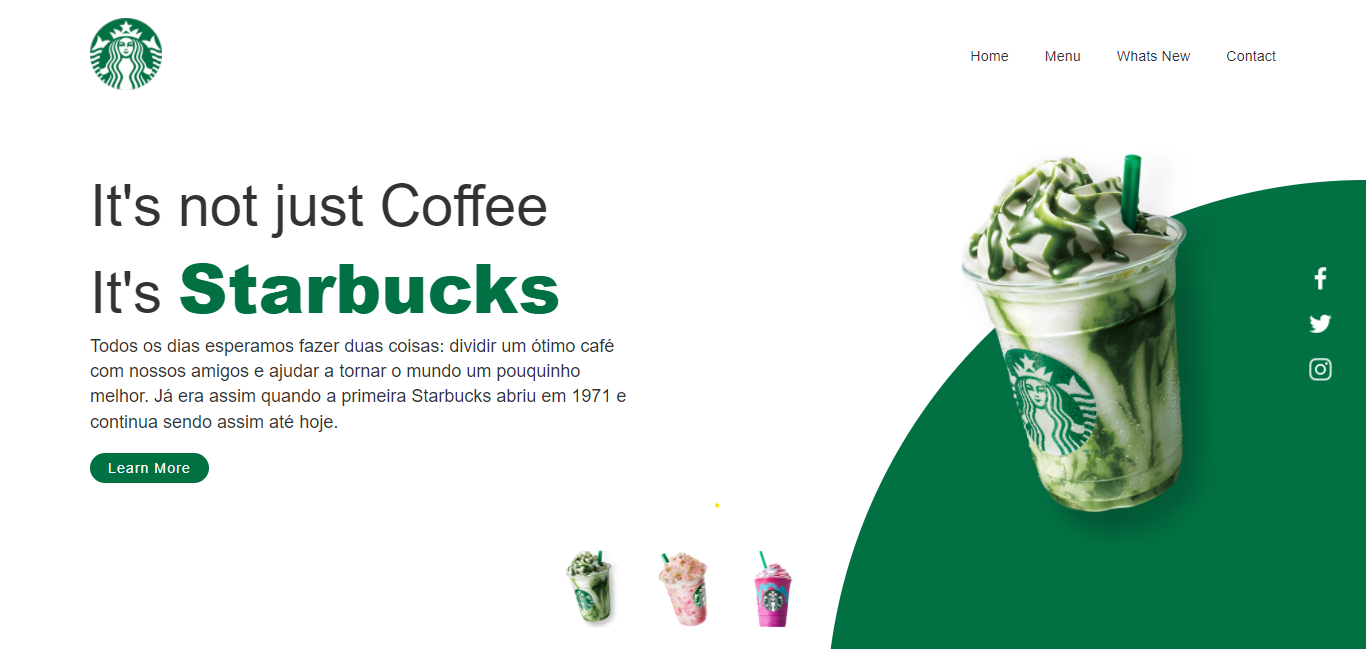 Home Menu Whats New Contact
It's not just Coffee
It's Starbucks
Todos os dias esperamos fazer duas coisas: dividir um ótimo café
com nossos amigos e ajudar a tornar o mundo um pouquinho
melhor. Já era assim quando a primeira Starbucks abriu em 1971 e
continua sendo assim até hoje.
Learn More